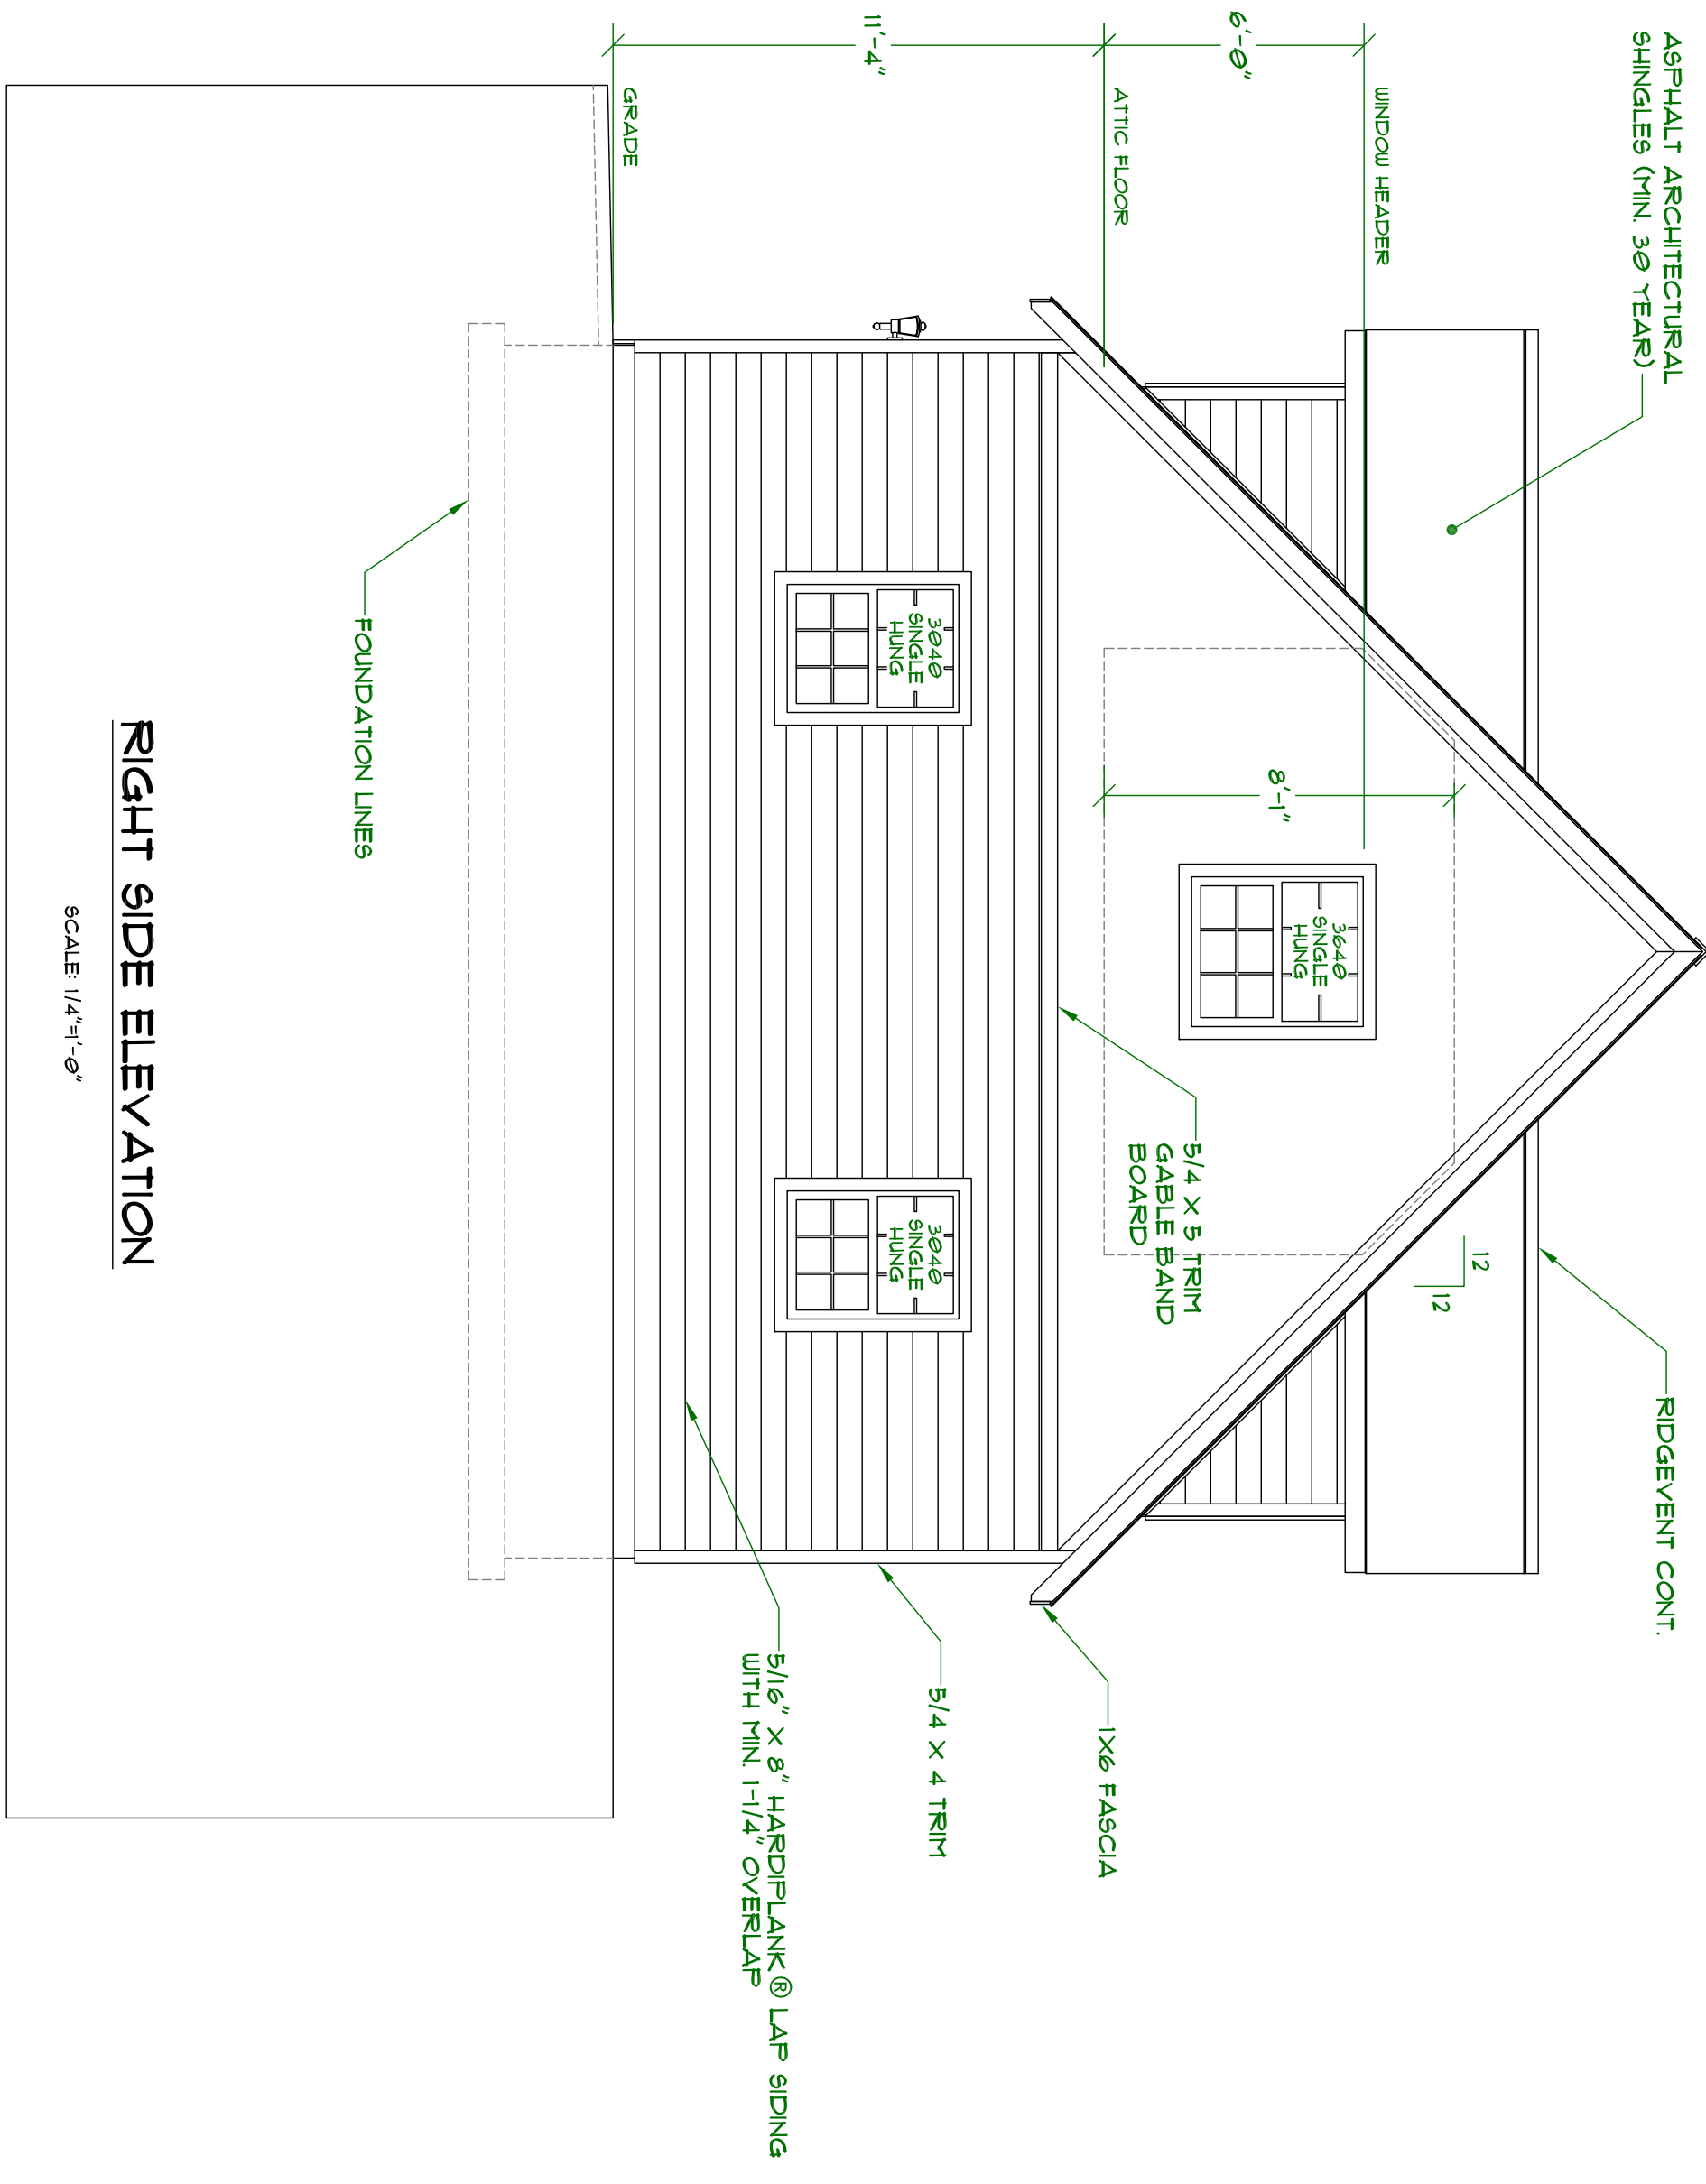 ASPHALT ARCHITECTURAL
SHINGLES (MIN. 30 YEAR)
RIDGEVENT CONT.
12
12
WINDOW HEADER
6'-0"
8'-1"
3640
SINGLE
HUNG
5/4 X 5 TRIM
GABLE BAND
BOARD
ATTIC FLOOR
1X6 FASCIA
11'-4"
3040
SINGLE
HUNG
3040
SINGLE
HUNG
5/4 X 4 TRIM
5/16" X 8" HARDIPLANK® LAP SIDING
WITH MIN. 1-1/4" OVERLAP
GRADE
FOUNDATION LINES
RIGHT SIDE ELEVATION
SCALE: 1/4"=1'-0"